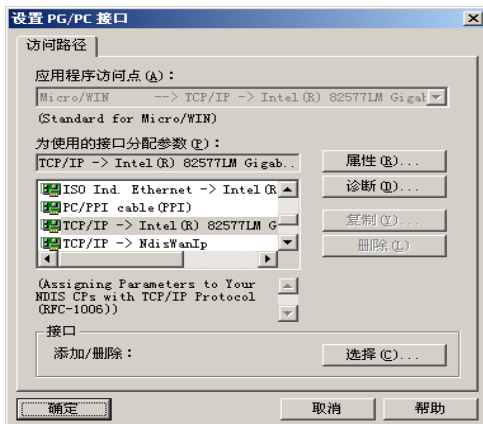 设置 PG/PC 接口
访问路径
应用程序访问点(A)：
Micro/WIN --> TCP/IP -> Intel(R) 82577LM Gigab
(Standard for Micro/WIN)
为使用的接口分配参数(P)：
TCP/IP -> Intel(R) 82577LM Gigab..
属性(R)...
ISO Ind. Ethernet -> Intel(R
诊断(D)...
PC/PPI cable(PPI)
TCP/IP -> Intel(R) 82577LM G
复制(Y)...
TCP/IP -> NdisWanIp
删除(L)
(Assigning Parameters to Your
NDIS CPs with TCP/IP Protocol
(RFC-1006))
接口
添加/删除：
选择(C)...
确定
取消
帮助